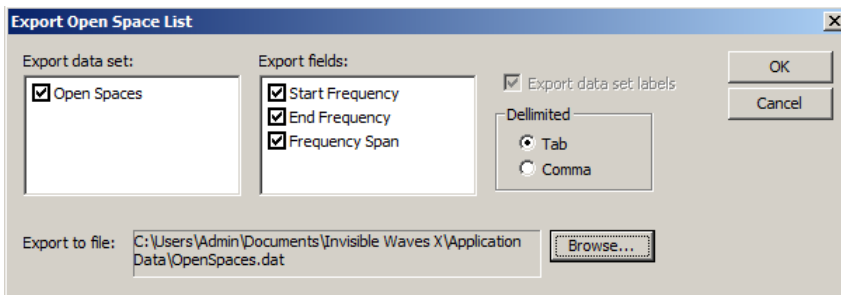 Export Open Space List
Export data set:
Open Spaces
Export fields:
Start Frequency
End Frequency
Frequency Span
Export data set labels
Dellimited
Tab
Comma
OK
Cancel
Export to file:
C:\Users\Admin\Documents\Invisible Waves X\Application
Data\OpenSpaces.dat
Browse...